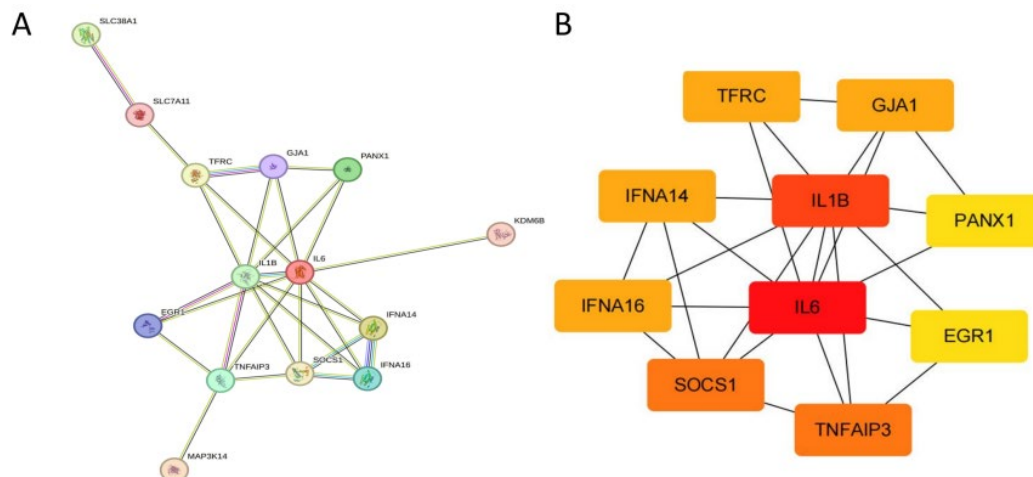 A
SLC38A1
SLC7A11
TFRC
GJA1
PANX1
KDM6B
IL1B
IL6
EGR1
IFNA14
TNFAIP3
SOCS1
IFNA16
MAP3K14
B
TFRC
GJA1
IFNA14
IL1B
PANX1
IFNA16
IL6
EGR1
SOCS1
TNFAIP3